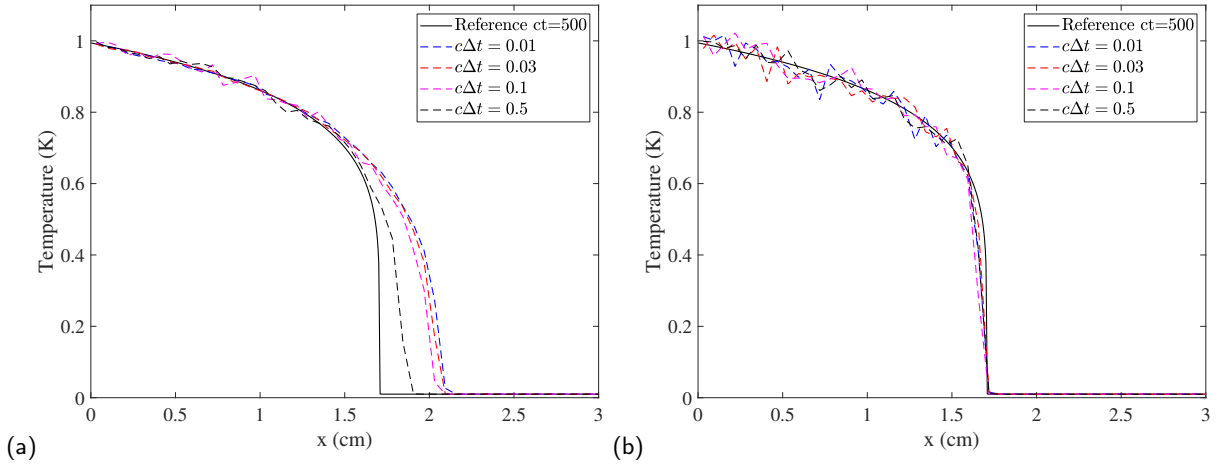 Reference ct=500
cΔt = 0.01
cΔt = 0.03
cΔt = 0.1
cΔt = 0.5
Temperature (K)
1
0.8
0.6
0.4
0.2
0
0
0.5
1
1.5
2
2.5
3
x (cm)
(a)
Reference ct=500
cΔt = 0.01
cΔt = 0.03
cΔt = 0.1
cΔt = 0.5
Temperature (K)
1
0.8
0.6
0.4
0.2
0
0
0.5
1
1.5
2
2.5
3
x (cm)
(b)